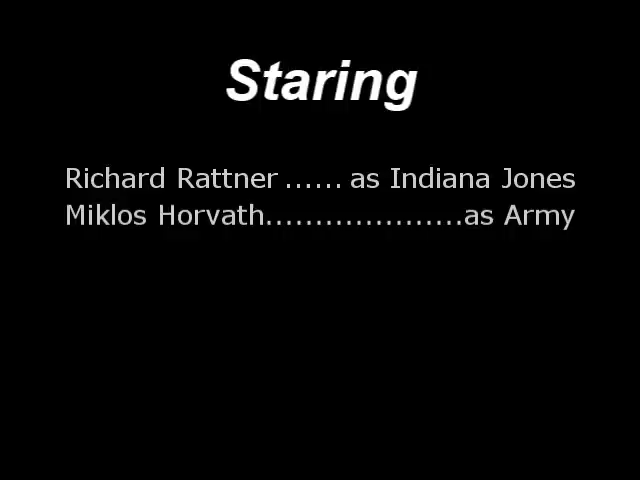 Staring
Richard Rattner ...... as Indiana Jones
Miklos Horvath....................as Army